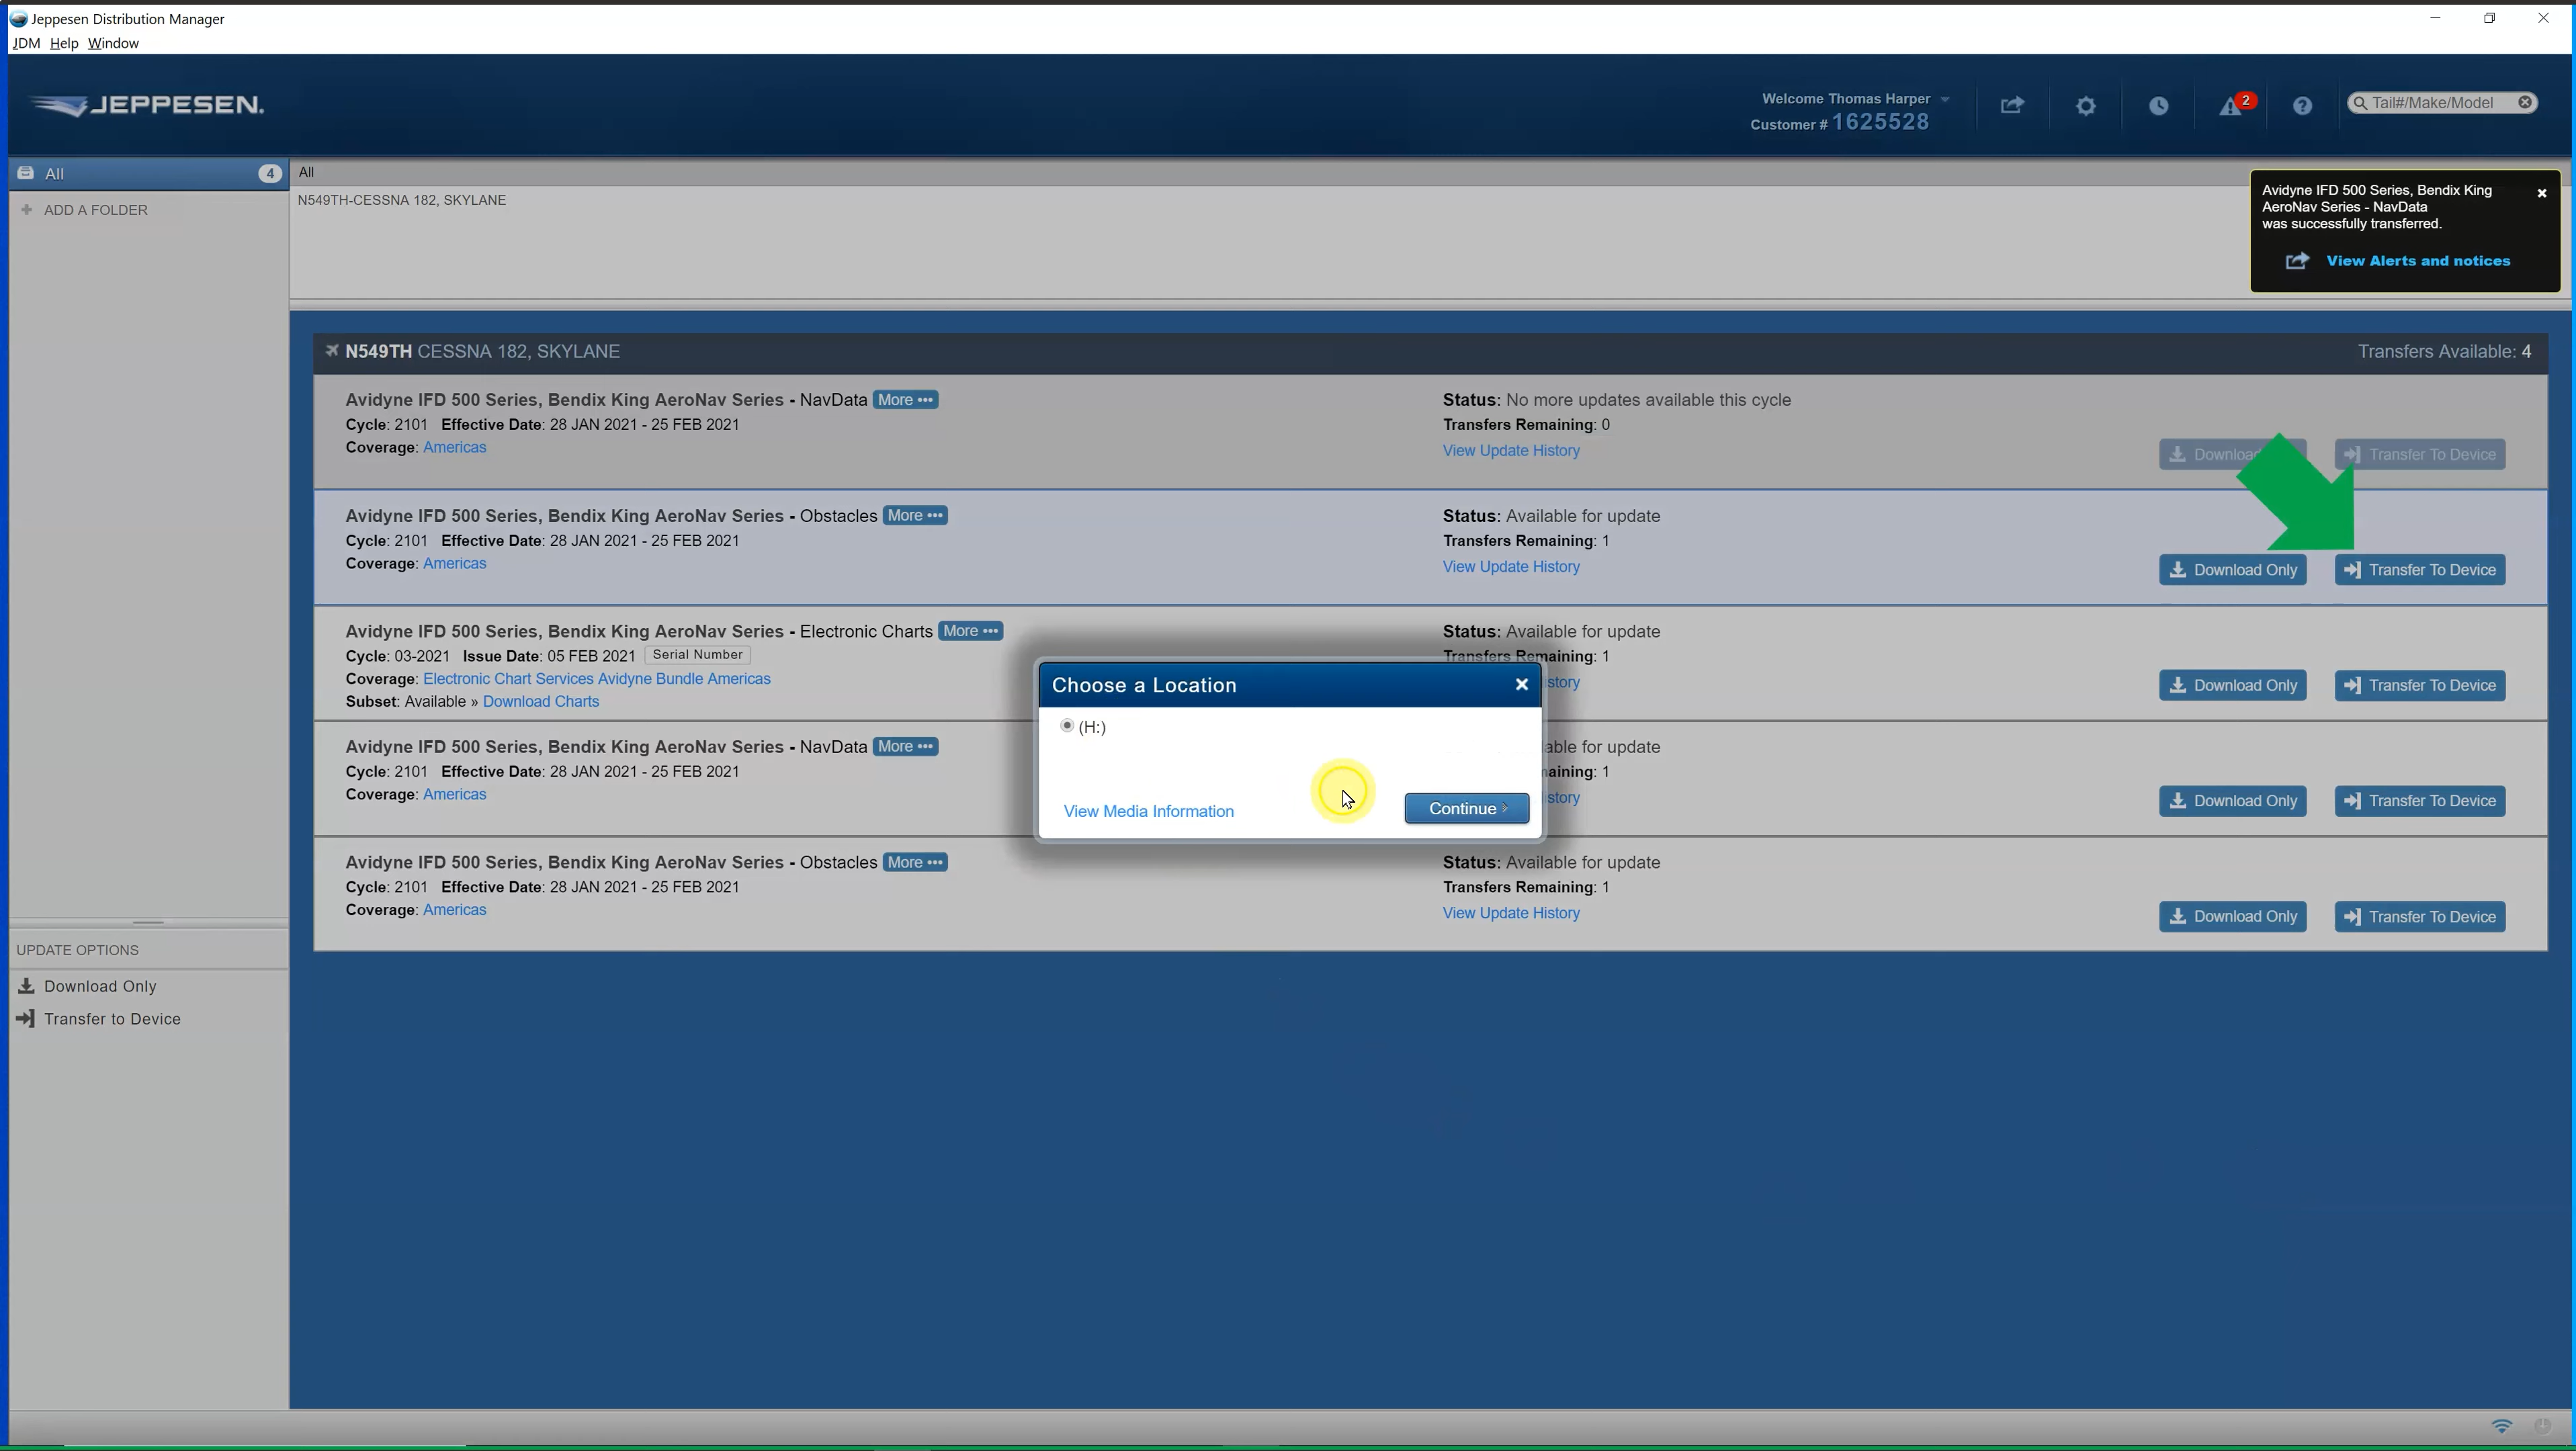 Jeppesen Distribution Manager
JDM Help Window
JEPPESEN.
Welcome Thomas Harper
Customer # 1625528
2
Tail#/Make/Model
All 4
ADD A FOLDER
All
N549TH-CESSNA 182, SKYLANE
Avidyne IFD 500 Series, Bendix King
AeroNav Series - NavData
was successfully transferred.
View Alerts and notices
N549TH CESSNA 182, SKYLANE
Transfers Available: 4
Avidyne IFD 500 Series, Bendix King AeroNav Series - NavData More •••
Cycle: 2101 Effective Date: 28 JAN 2021 - 25 FEB 2021
Coverage: Americas
Status: No more updates available this cycle
Transfers Remaining: 0
View Update History
Download
Transfer To Device
Avidyne IFD 500 Series, Bendix King AeroNav Series - Obstacles More •••
Cycle: 2101 Effective Date: 28 JAN 2021 - 25 FEB 2021
Coverage: Americas
Status: Available for update
Transfers Remaining: 1
View Update History
Download Only
Transfer To Device
Avidyne IFD 500 Series, Bendix King AeroNav Series - Electronic Charts More •••
Cycle: 03-2021 Issue Date: 05 FEB 2021 Serial Number
Coverage: Electronic Chart Services Avidyne Bundle Americas
Subset: Available » Download Charts
Status: Available for update
Transfers Remaining: 1
istory
Download Only
Transfer To Device
Choose a Location
(H:)
View Media Information
Continue
Avidyne IFD 500 Series, Bendix King AeroNav Series - NavData More •••
Cycle: 2101 Effective Date: 28 JAN 2021 - 25 FEB 2021
Coverage: Americas
able for update
maining: 1
istory
Download Only
Transfer To Device
Avidyne IFD 500 Series, Bendix King AeroNav Series - Obstacles More •••
Cycle: 2101 Effective Date: 28 JAN 2021 - 25 FEB 2021
Coverage: Americas
Status: Available for update
Transfers Remaining: 1
View Update History
Download Only
Transfer To Device
UPDATE OPTIONS
Download Only
Transfer to Device